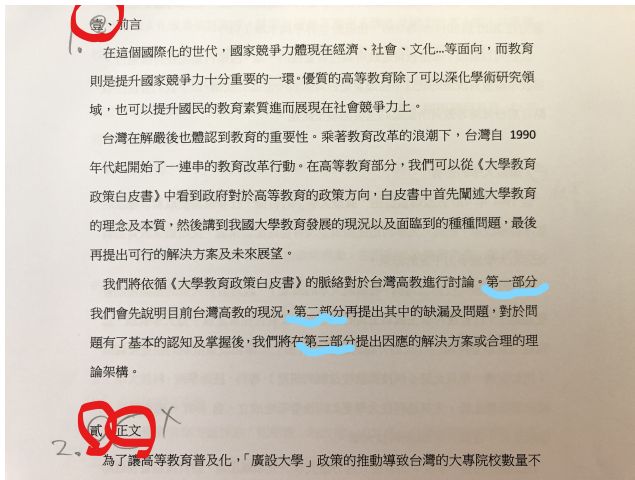 壹、前言
1.
在這個國際化的世代，國家競爭力體現在經濟、社會、文化...等面向，而教育
則是提升國家競爭力十分重要的一環。優質的高等教育除了可以深化學術研究領
域，也可以提升國民的教育素質進而展現在社會競爭力上。
台灣在解嚴後也體認到教育的重要性。乘著教育改革的浪潮下，台灣自 1990
年代起開始了一連串的教育改革行動。在高等教育部分，我們可以從《大學教育
政策白皮書》中看到政府對於高等教育的政策方向，白皮書中首先闡述大學教育
的理念及本質，然後講到我國大學教育發展的現況以及面臨到的種種問題，最後
再提出可行的解決方案及未來展望。
我們將依循《大學教育政策白皮書》的脈絡對於台灣高教進行討論。第一部分
我們會先說明目前台灣高教的現況，第二部分再提出其中的缺漏及問題，對於問
題有了基本的認知及掌握後，我們將在第三部分提出因應的解決方案或合理的理
論架構。
貳、正文 X
2.
為了讓高等教育普及化，「廣設大學」政策的推動導致台灣的大專院校數量不